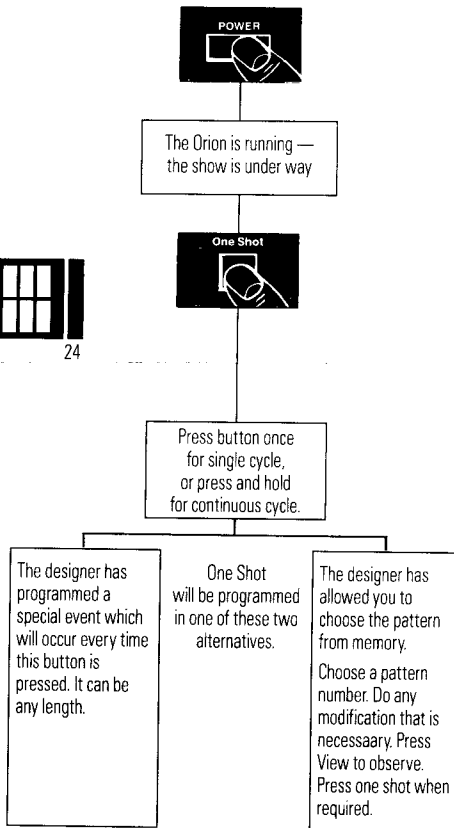 POWER
The Orion is running —
the show is under way
One Shot
24
Press button once
for single cycle,
or press and hold
for continuous cycle.
The designer has
programmed a
special event which
will occur every time
this button is
pressed. It can be
any length.
One Shot
will be programmed
in one of these two
alternatives.
The designer has
allowed you to
choose the pattern
from memory.
Choose a pattern
number. Do any
modification that is
necessaary. Press
View to observe.
Press one shot when
required.